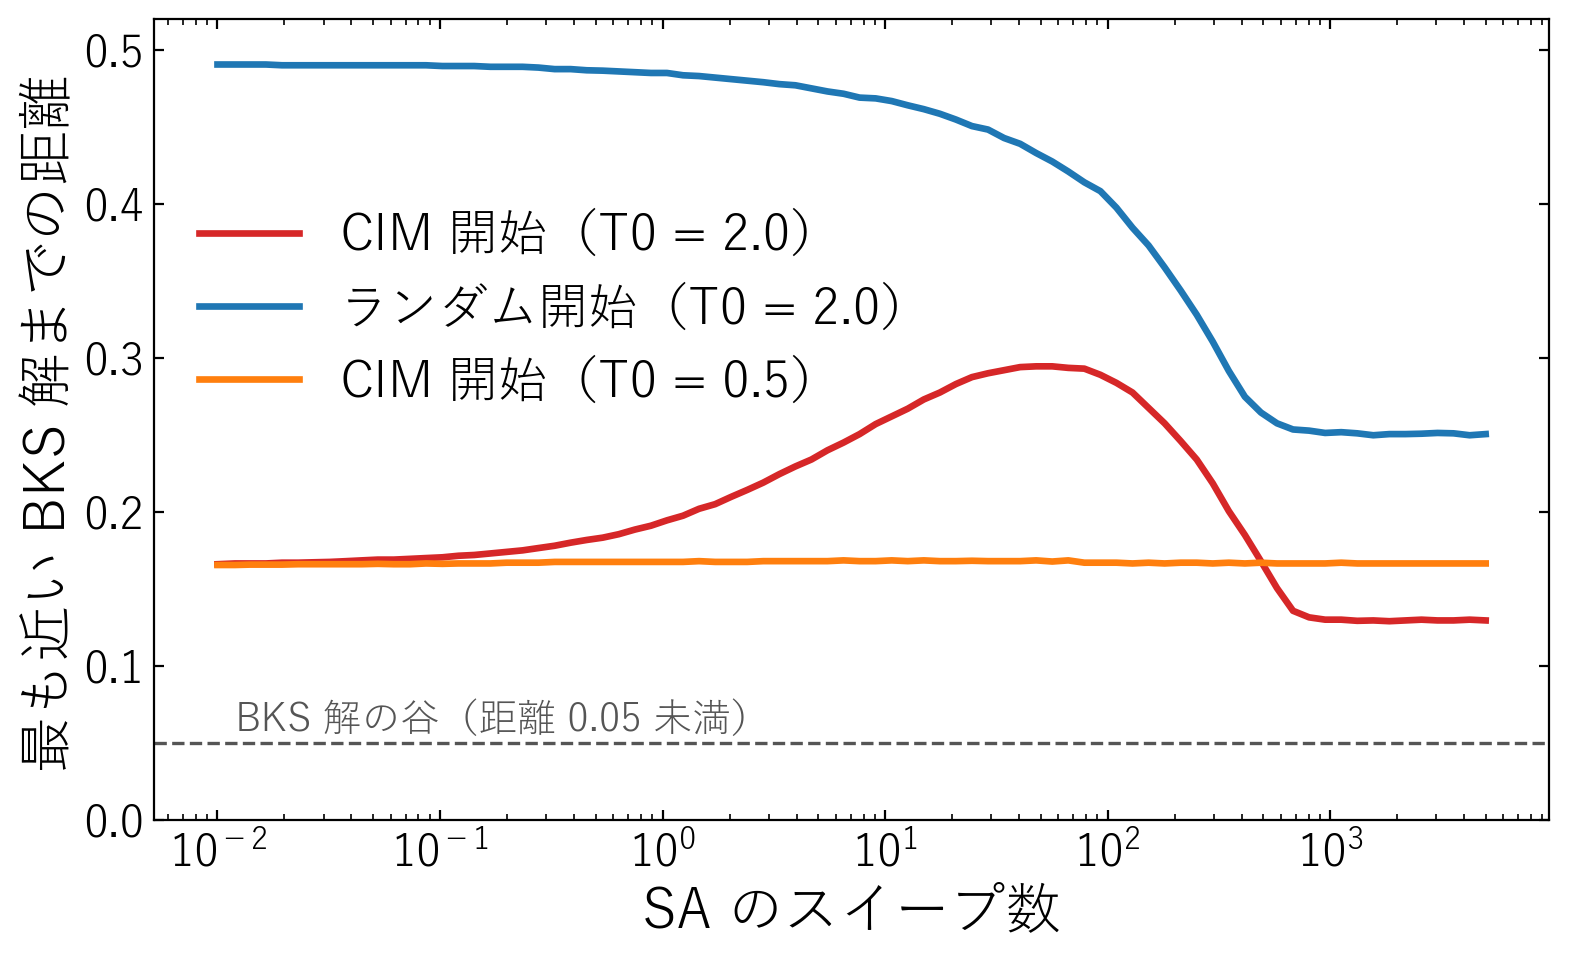 最も近い BKS 解までの距離
0.5
0.4
0.3
0.2
0.1
0.0
CIM 開始（T0 = 2.0）
ランダム開始（T0 = 2.0）
CIM 開始（T0 = 0.5）
BKS 解の谷（距離 0.05 未満）
10⁻² 10⁻¹ 10⁰ 10¹ 10² 10³
SA のスイープ数